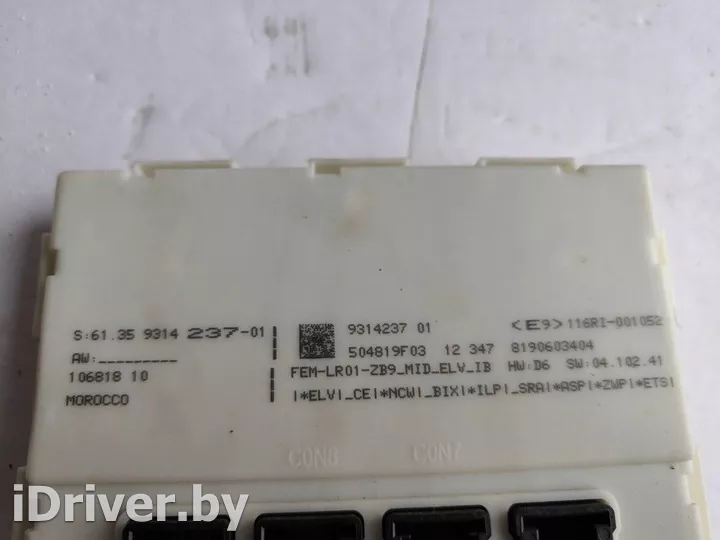 S:61.35 9314 237-01
AW:_________
106818 10
MOROCCO
9314237 01
<E9>116RI-001052
504819F03 12 347 8190603404
FEM-LR01-ZB9_MID_ELV_IB HW:D6 SW:04.102.41
|*ELV|_CE|*NCW|_BIX|*ILP|_SRA|*ASP|*ZWP|*ETS|
CON6 CON7
iDriver.by